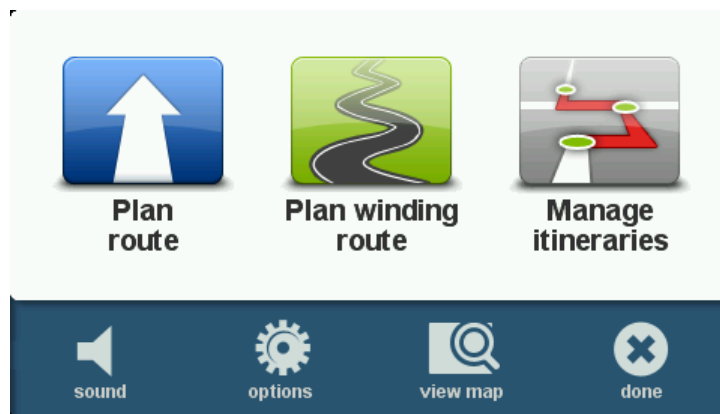 Plan
route
Plan winding
route
Manage
itineraries
sound
options
view map
done